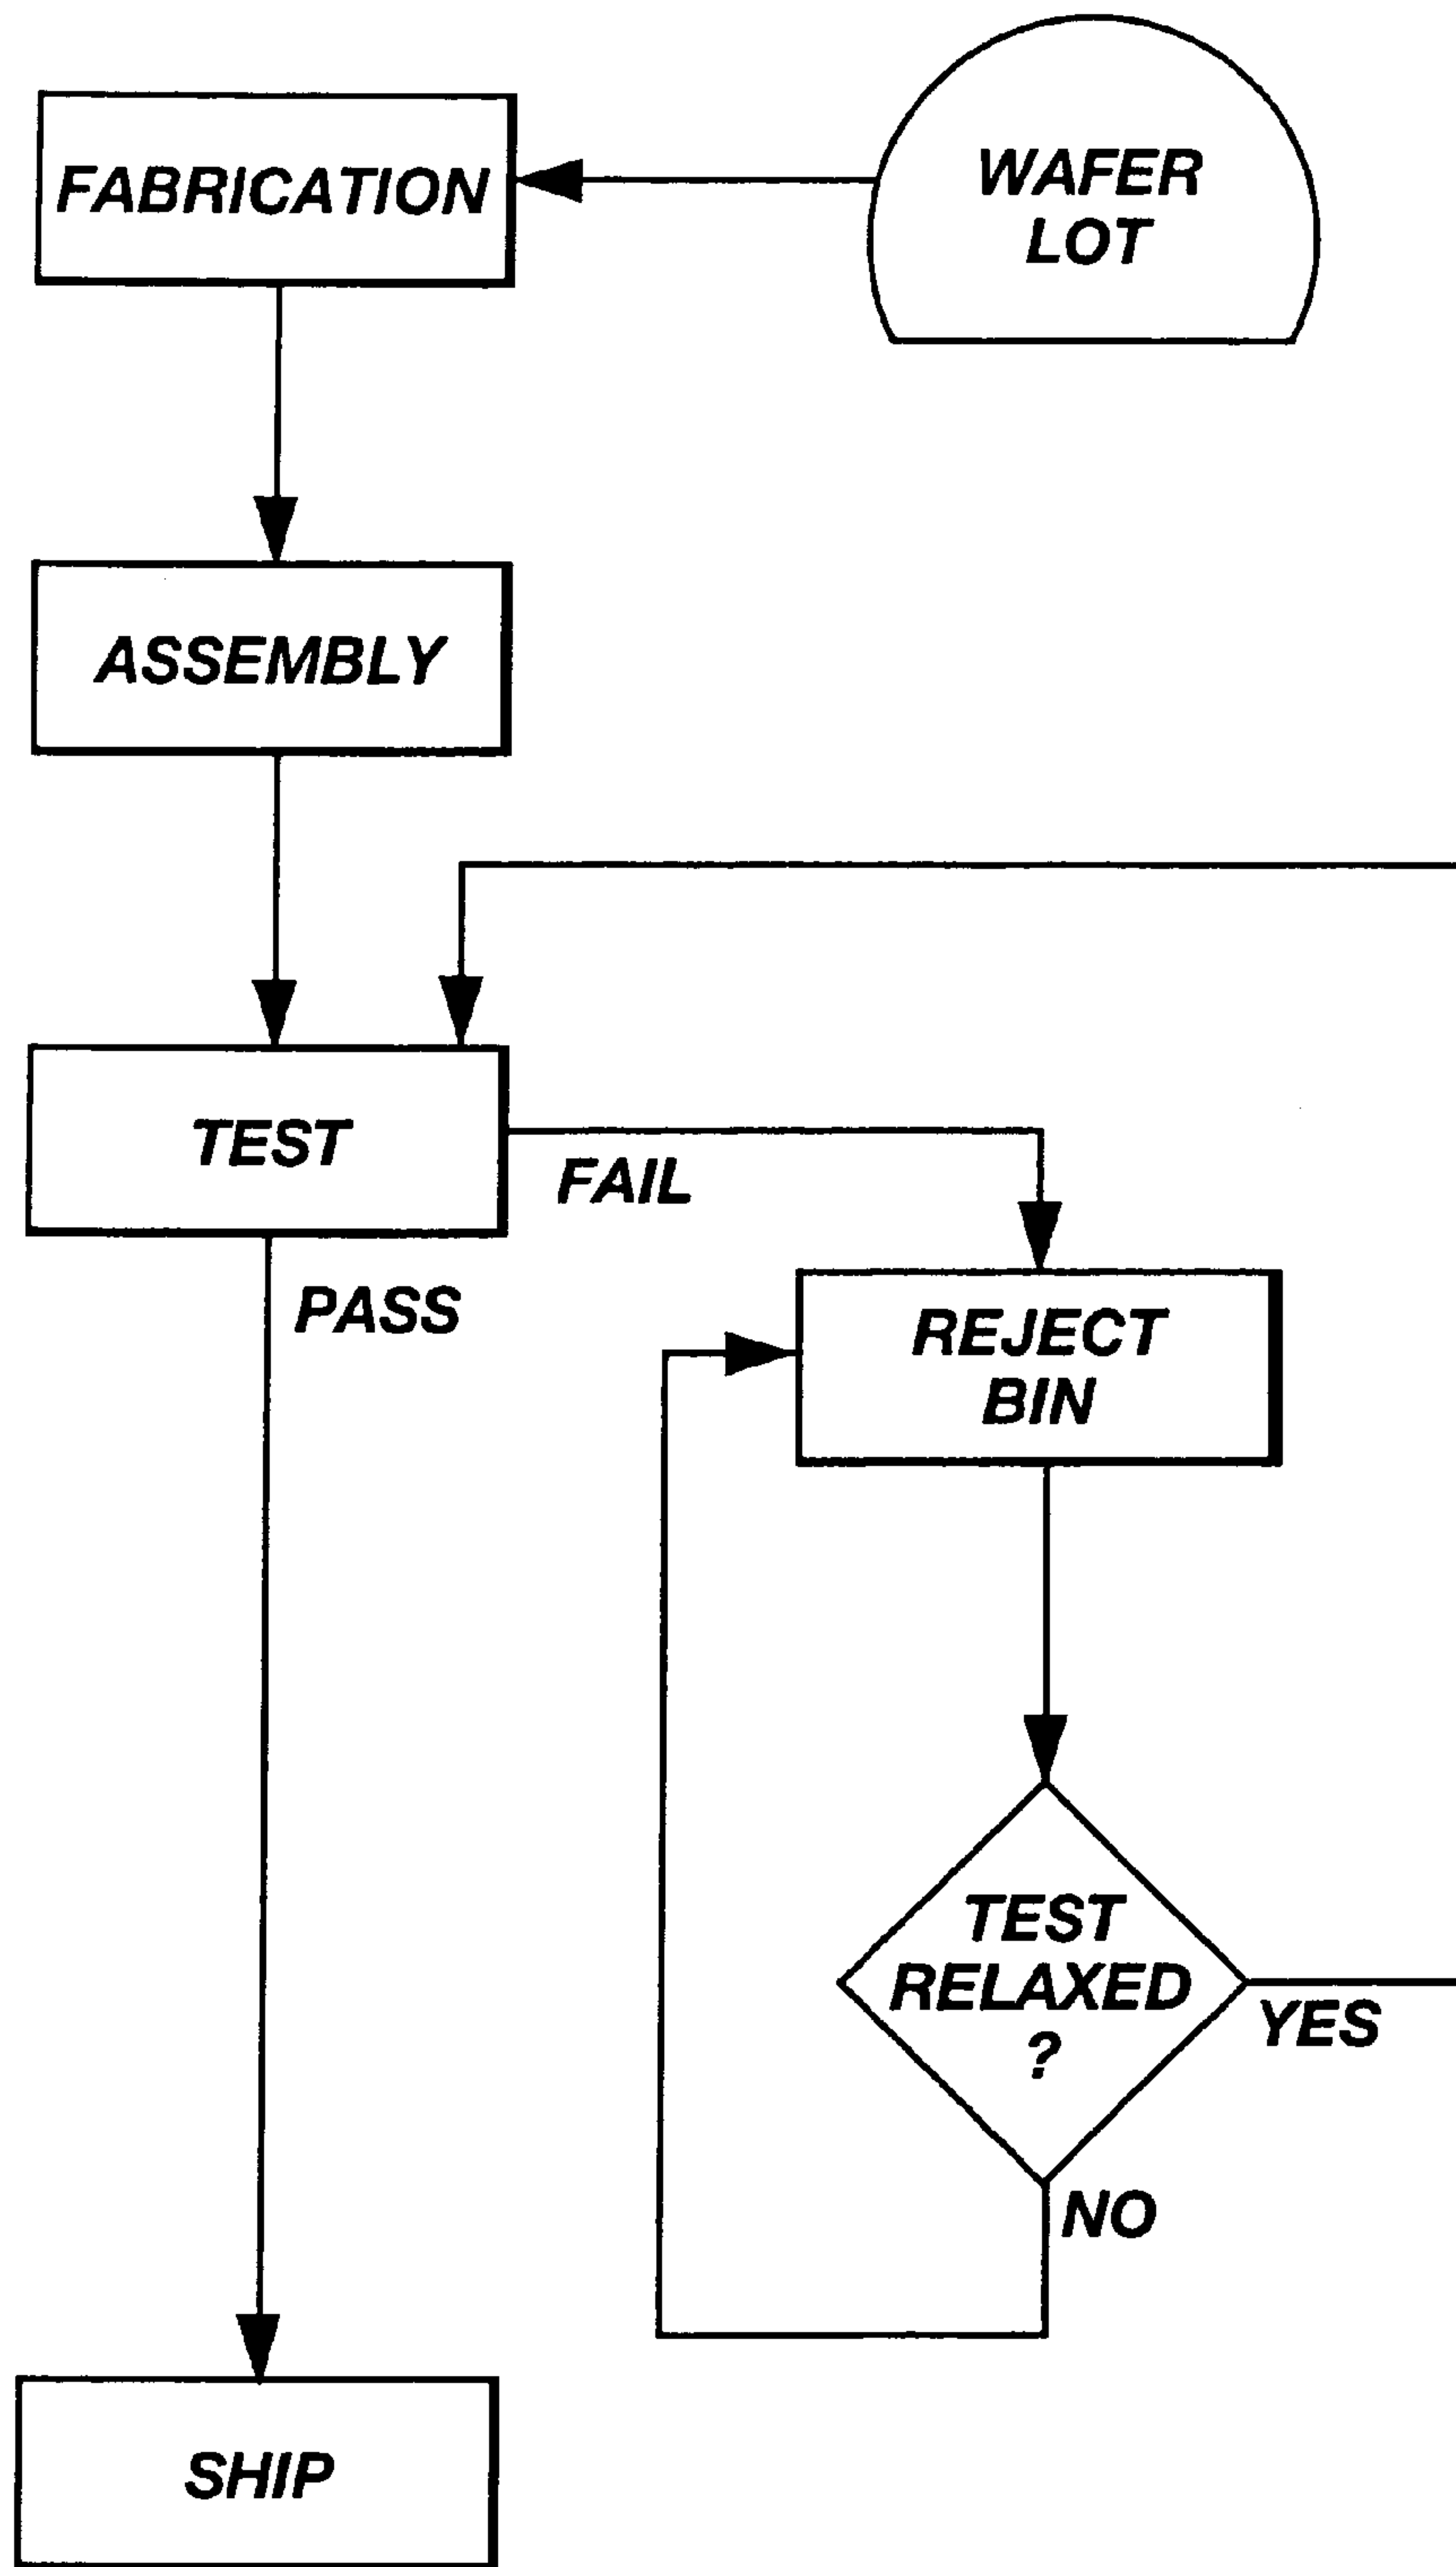 WAFER
LOT
FABRICATION
ASSEMBLY
TEST
FAIL
PASS
REJECT
BIN
TEST
RELAXED
?
YES
NO
SHIP